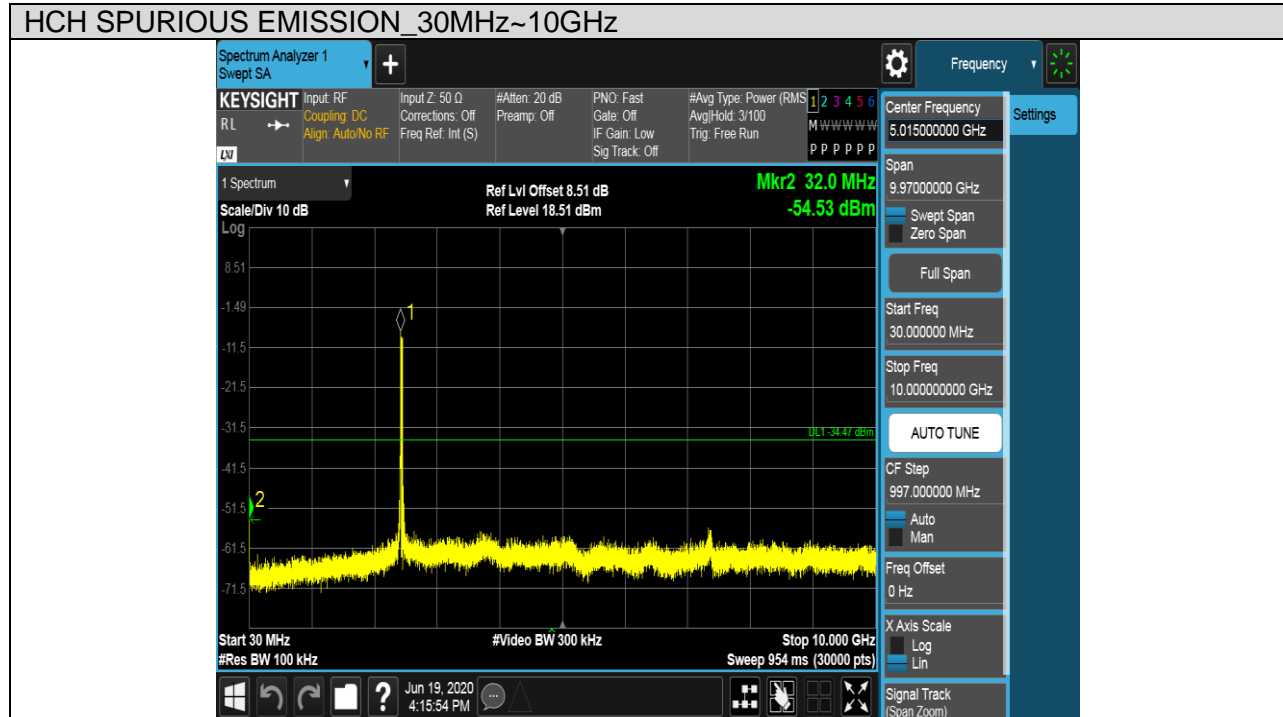 HCH SPURIOUS EMISSION_30MHz~10GHz
Spectrum Analyzer 1
Swept SA
+
Frequency
KEYSIGHT
RL
LXI
Input: RF
Coupling: DC
Align: Auto/No RF
Input Z: 50 Ω
Corrections: Off
Freq Ref: Int (S)
#Atten: 20 dB
Preamp: Off
PNO: Fast
Gate: Off
IF Gain: Low
Sig Track: Off
#Avg Type: Power (RMS
Avg|Hold: 3/100
Trig: Free Run
1 2 3 4 5 6
M W W W W W
P P P P P P
1 Spectrum
Scale/Div 10 dB
Log
Ref Lvl Offset 8.51 dB
Ref Level 18.51 dBm
Mkr2 32.0 MHz
-54.53 dBm
8.51
-1.49
-11.5
-21.5
-31.5
-41.5
-51.5
-61.5
-71.5
1
2
DL1 -34.47 dBm
Start 30 MHz
#Res BW 100 kHz
#Video BW 300 kHz
Stop 10.000 GHz
Sweep 954 ms (30000 pts)
Center Frequency
5.015000000 GHz
Settings
Span
9.97000000 GHz
Swept Span
Zero Span
Full Span
Start Freq
30.000000 MHz
Stop Freq
10.000000000 GHz
AUTO TUNE
CF Step
997.000000 MHz
Auto
Man
Freq Offset
0 Hz
X Axis Scale
Log
Lin
Signal Track
(Span Zoom)
?
Jun 19, 2020
4:15:54 PM